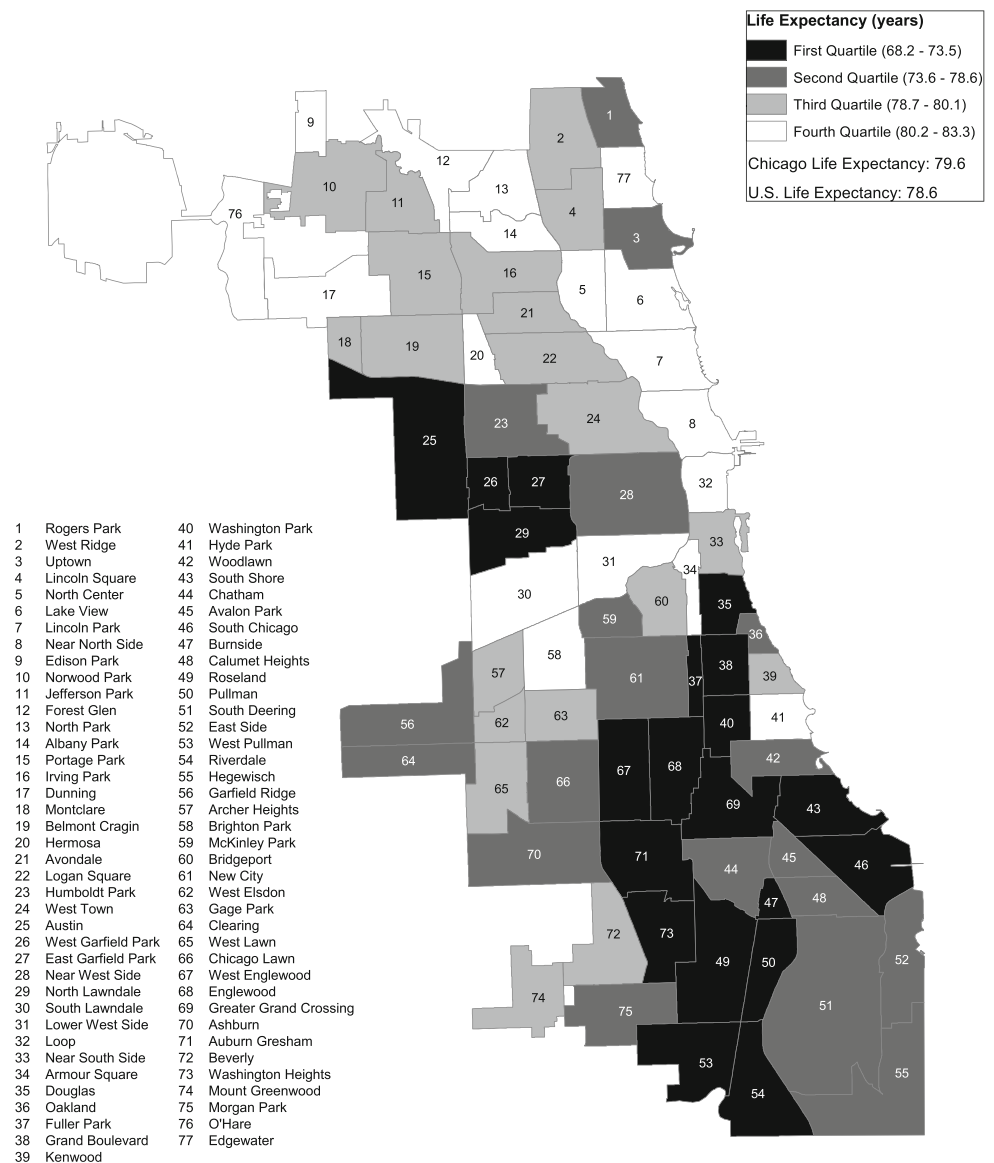 Life Expectancy (years)
First Quartile (68.2 - 73.5)
Second Quartile (73.6 - 78.6)
Third Quartile (78.7 - 80.1)
Fourth Quartile (80.2 - 83.3)
Chicago Life Expectancy: 79.6
U.S. Life Expectancy: 78.6
1
9
2
12
77
10
13
11
4
76
14
3
16
15
5
17
6
21
18
19
20
22
7
24
23
8
25
26
27
32
28
29
33
31
34
30
60
35
59
36
58
38
57
39
61
37
56
63
62
40
41
64
42
67
68
66
65
69
43
70
71
45
46
44
48
47
72
73
49
50
52
74
51
75
53
55
54
1 Rogers Park
2 West Ridge
3 Uptown
4 Lincoln Square
5 North Center
6 Lake View
7 Lincoln Park
8 Near North Side
9 Edison Park
10 Norwood Park
11 Jefferson Park
12 Forest Glen
13 North Park
14 Albany Park
15 Portage Park
16 Irving Park
17 Dunning
18 Montclare
19 Belmont Cragin
20 Hermosa
21 Avondale
22 Logan Square
23 Humboldt Park
24 West Town
25 Austin
26 West Garfield Park
27 East Garfield Park
28 Near West Side
29 North Lawndale
30 South Lawndale
31 Lower West Side
32 Loop
33 Near South Side
34 Armour Square
35 Douglas
36 Oakland
37 Fuller Park
38 Grand Boulevard
39 Kenwood
40 Washington Park
41 Hyde Park
42 Woodlawn
43 South Shore
44 Chatham
45 Avalon Park
46 South Chicago
47 Burnside
48 Calumet Heights
49 Roseland
50 Pullman
51 South Deering
52 East Side
53 West Pullman
54 Riverdale
55 Hegewisch
56 Garfield Ridge
57 Archer Heights
58 Brighton Park
59 McKinley Park
60 Bridgeport
61 New City
62 West Elsdon
63 Gage Park
64 Clearing
65 West Lawn
66 Chicago Lawn
67 West Englewood
68 Englewood
69 Greater Grand Crossing
70 Ashburn
71 Auburn Gresham
72 Beverly
73 Washington Heights
74 Mount Greenwood
75 Morgan Park
76 O'Hare
77 Edgewater